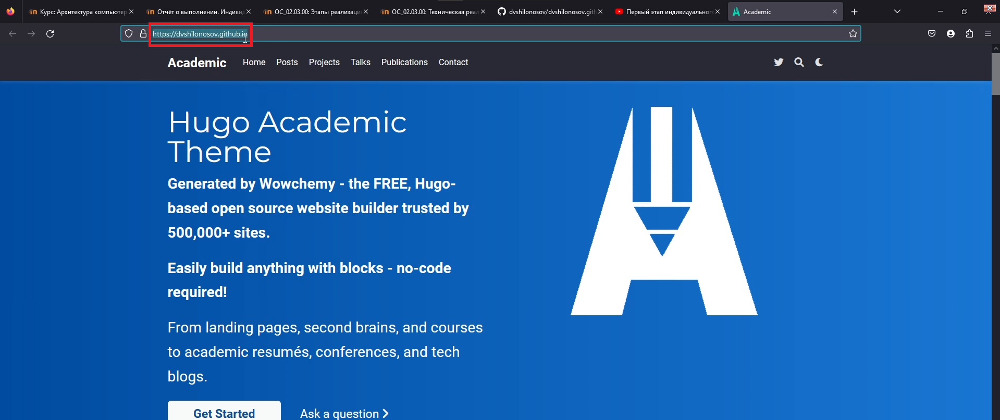 Курс: Архитектура компьютер
Отчёт о выполнении. Индиви
ОС_02.03.00: Этапы реализаци
ОС_02.03.00: Техническая реал
dvshilonosov/dvshilonosov.gith
Первый этап индивидуальног
Academic
https://dvshilonosov.github.io
Academic Home Posts Projects Talks Publications Contact
Hugo Academic
Theme
Generated by Wowchemy - the FREE, Hugo-
based open source website builder trusted by
500,000+ sites.
Easily build anything with blocks - no-code
required!
From landing pages, second brains, and courses
to academic resumés, conferences, and tech
blogs.
Get Started
Ask a question